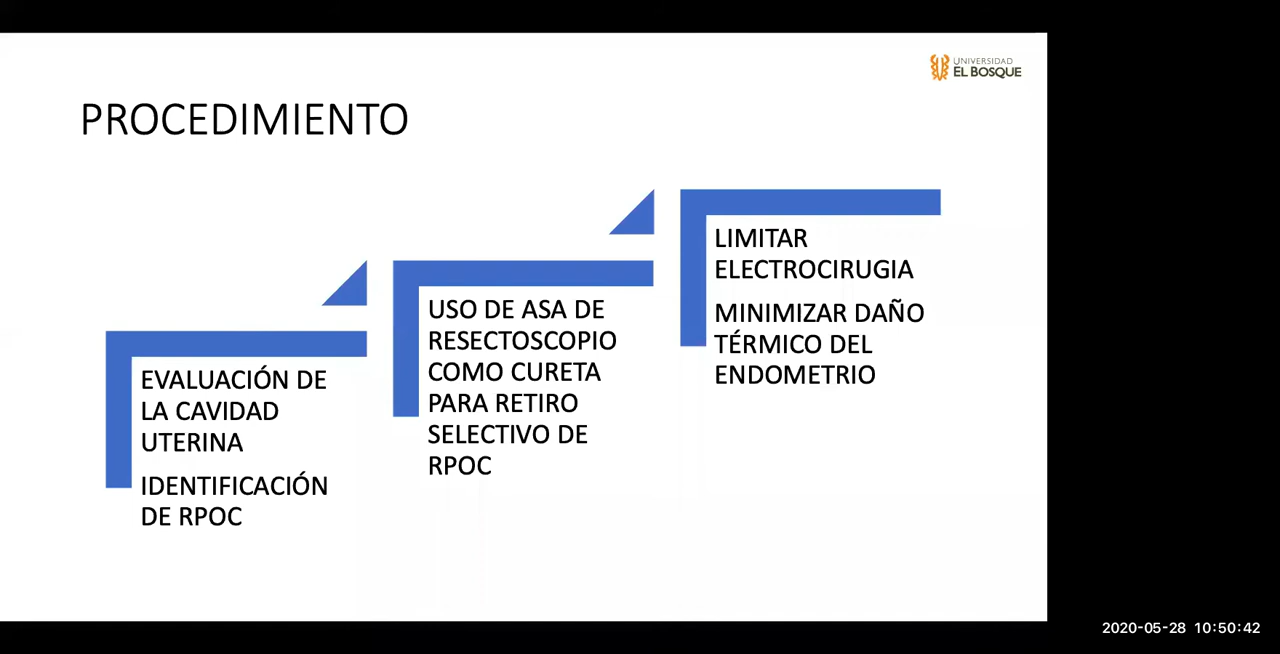 UNIVERSIDAD
EL BOSQUE
PROCEDIMIENTO
EVALUACIÓN DE
LA CAVIDAD
UTERINA
IDENTIFICACIÓN
DE RPOC
USO DE ASA DE
RESECTOSCOPIO
COMO CURETA
PARA RETIRO
SELECTIVO DE
RPOC
LIMITAR
ELECTROCIRUGIA
MINIMIZAR DAÑO
TÉRMICO DEL
ENDOMETRIO
2020-05-28 10:50:42